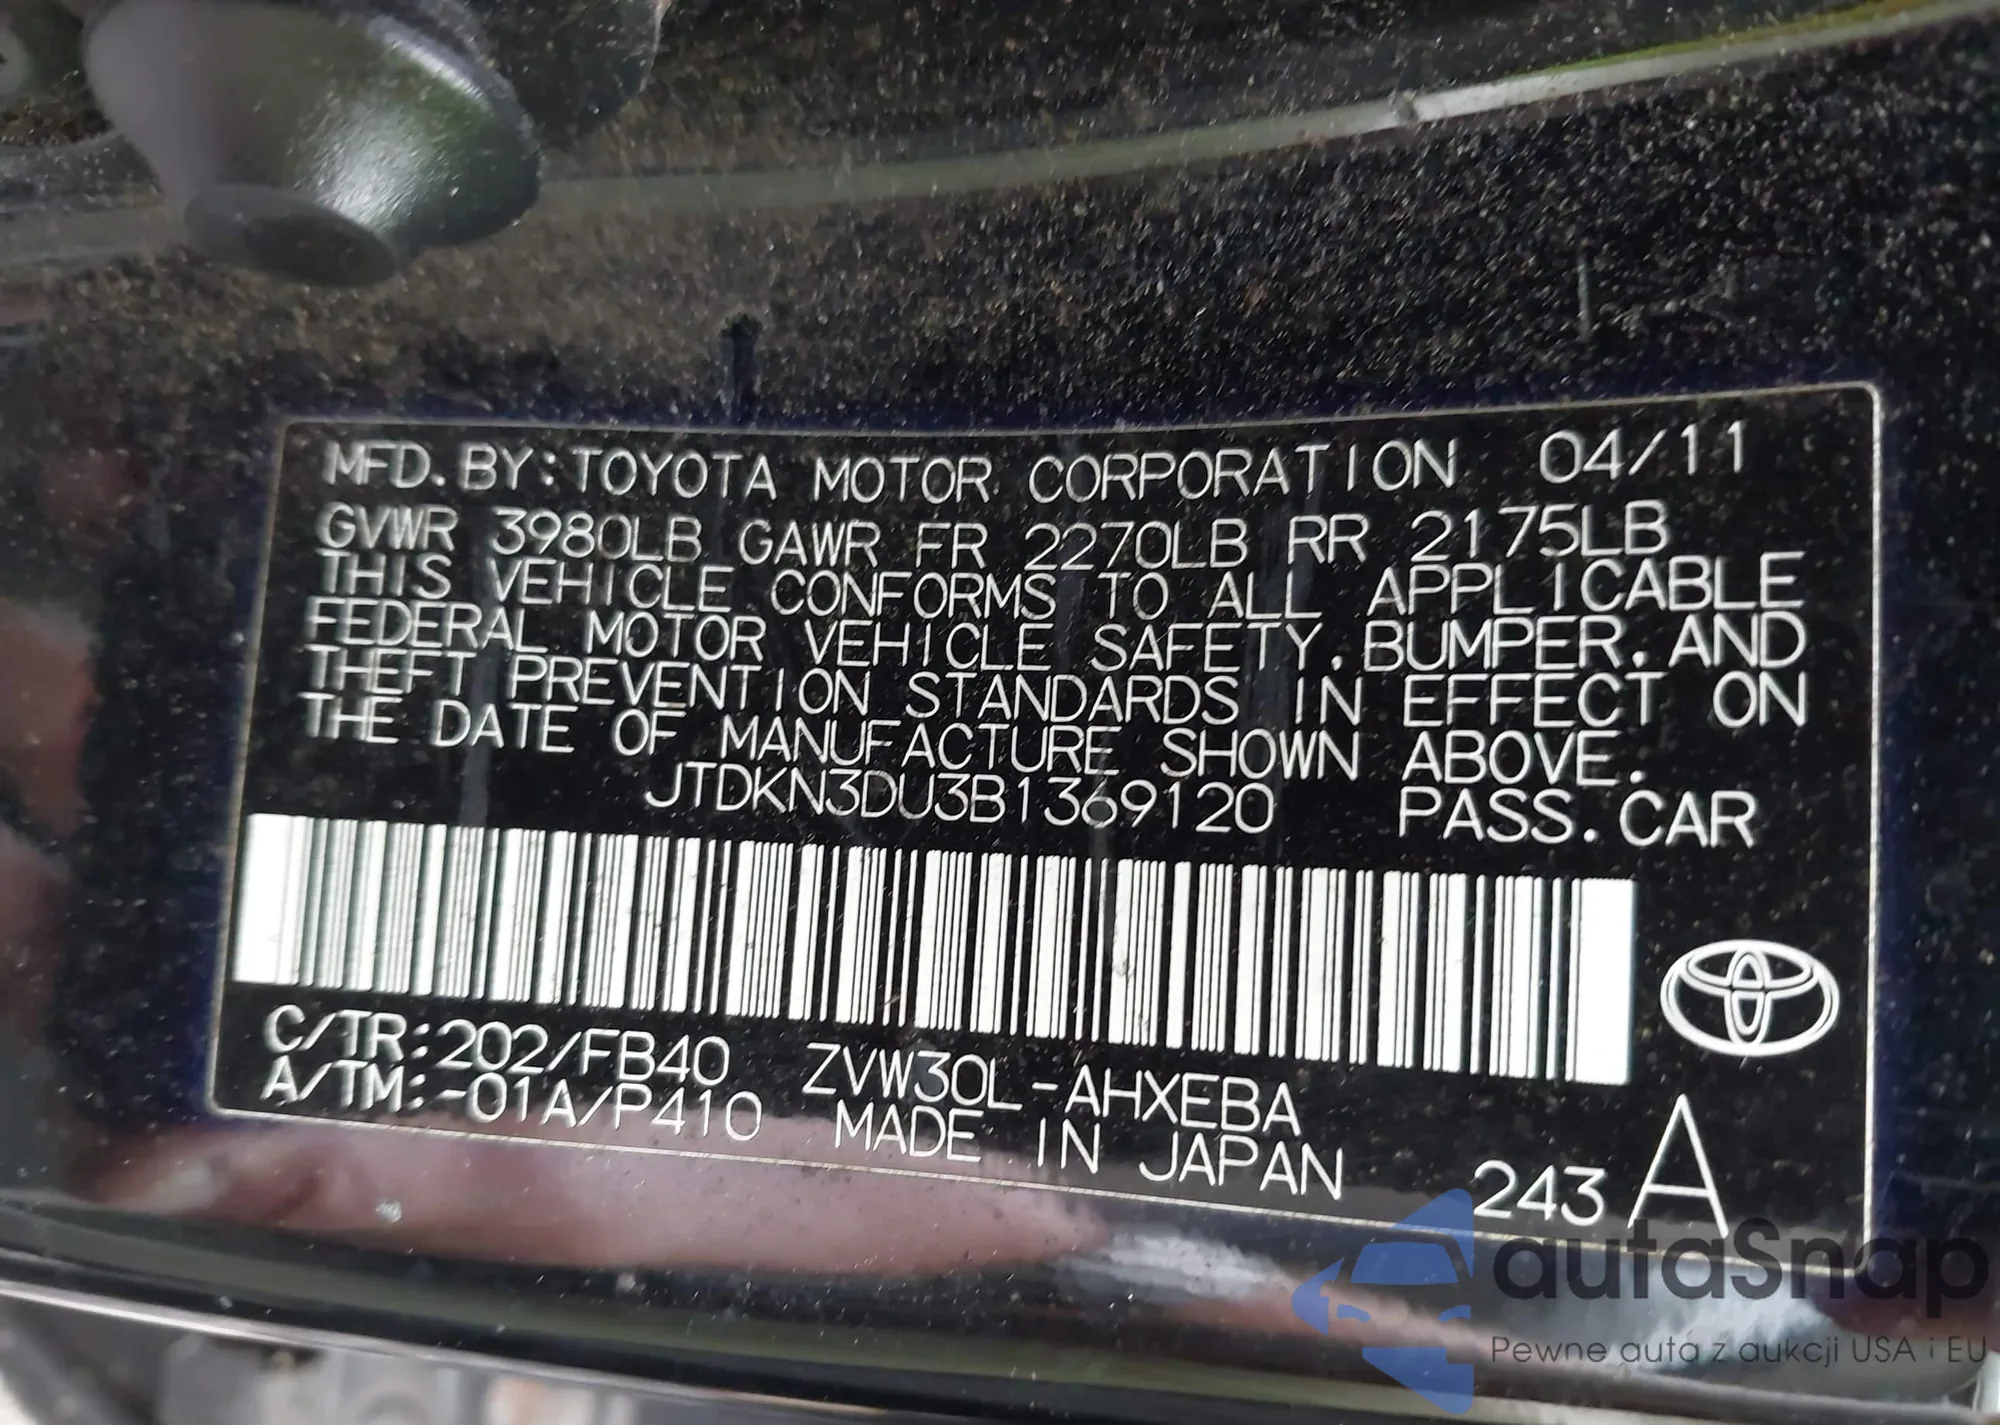 MFD. BY: TOYOTA MOTOR CORPORATION 04/11
GVWR 3980LB GAWR FR 2270LB RR 2175LB
THIS VEHICLE CONFORMS TO ALL APPLICABLE
FEDERAL MOTOR VEHICLE SAFETY, BUMPER, AND
THEFT PREVENTION STANDARDS IN EFFECT ON
THE DATE OF MANUFACTURE SHOWN ABOVE.
JTDKN3DU3B1369120 PASS. CAR
C/TR:202/FB40 ZVW30L-AHXEBA
A/TM:-01A/P410 MADE IN JAPAN 243 A
autaSnap
Pewne auta z aukcji USA i EU